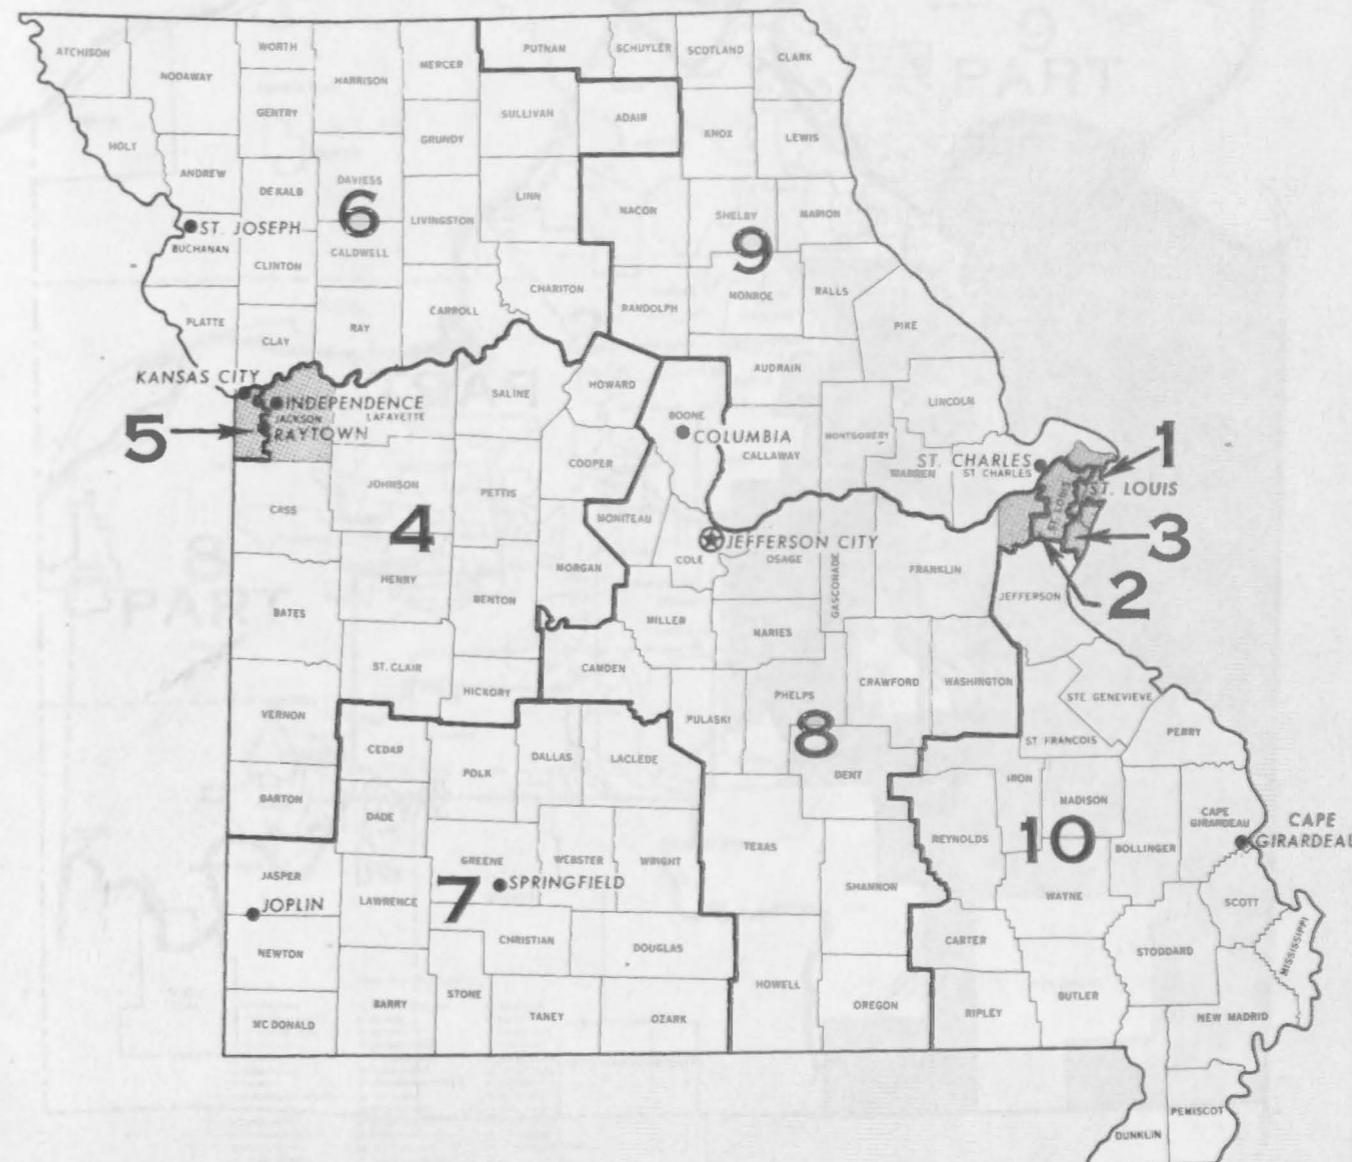 ATCHISON
NODAWAY
WORTH
HARRISON
MERCER
PUTNAM
SCHUYLER
SCOTLAND
CLARK
HOLT
GENTRY
GRUNDY
SULLIVAN
ADAIR
KNOX
LEWIS
ANDREW
DE KALB
DAVIESS
6
LIVINGSTON
LINN
MACON
SHELBY
MARION
9
ST. JOSEPH
BUCHANAN
CLINTON
CALDWELL
CHARITON
RANDOLPH
MONROE
RALLS
PIKE
PLATTE
CLAY
RAY
CARROLL
KANSAS CITY
INDEPENDENCE
JACKSON
LAFAYETTE
RAYTOWN
5
SALINE
HOWARD
BOONE
COLUMBIA
AUDRAIN
CALLAWAY
MONTGOMERY
LINCOLN
WARREN
ST. CHARLES
ST CHARLES
1
ST. LOUIS
ST. LOUIS
3
2
CASS
JOHNSON
PETTIS
COOPER
MONITEAU
4
COLE
JEFFERSON CITY
OSAGE
GASCONADE
FRANKLIN
JEFFERSON
BATES
HENRY
BENTON
MORGAN
MILLER
MARIES
ST. CLAIR
HICKORY
CAMDEN
PULASKI
PHELPS
8
CRAWFORD
WASHINGTON
STE GENEVIEVE
ST FRANCOIS
PERRY
VERNON
CEDAR
POLK
DALLAS
LACLEDE
DENT
IRON
MADISON
CAPE
GIRARDEAU
CAPE
GIRARDEAU
BARTON
DADE
GREENE
WEBSTER
WRIGHT
TEXAS
REYNOLDS
10
BOLLINGER
JASPER
JOPLIN
LAWRENCE
7
SPRINGFIELD
SHANNON
WAYNE
SCOTT
NEWTON
CHRISTIAN
DOUGLAS
CARTER
STODDARD
MISSISSIPPI
MC DONALD
BARRY
STONE
TANEY
OZARK
HOWELL
OREGON
RIPLEY
BUTLER
NEW MADRID
PEMISCOT
DUNKLIN
PART
PART